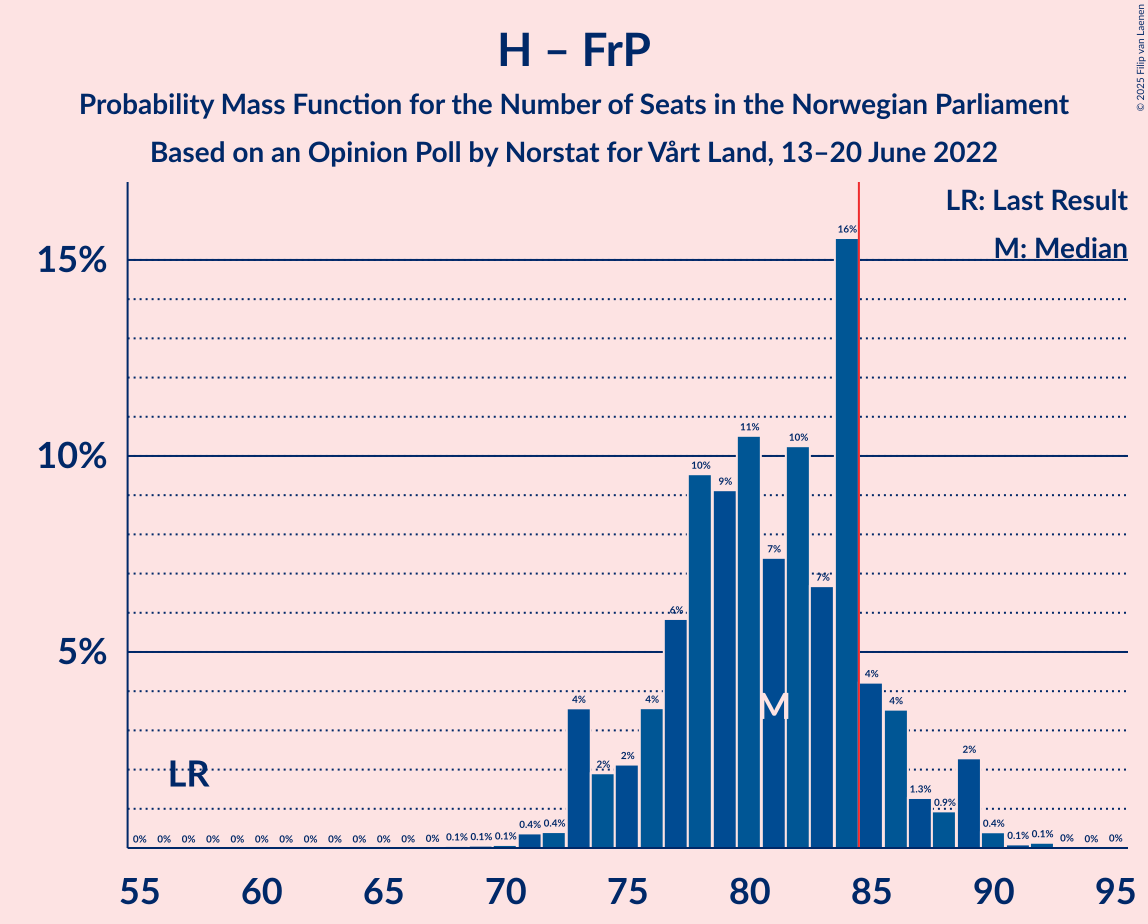 H – FrP
Probability Mass Function for the Number of Seats in the Norwegian Parliament
Based on an Opinion Poll by Norstat for Vårt Land, 13–20 June 2022
© 2025 Filip van Laenen
LR: Last Result
M: Median
15%
10%
5%
0% 0% 0% 0% 0% 0% 0% 0% 0% 0% 0% 0% 0% 0.1% 0.1% 0.1% 0.4% 0.4% 4% 2% 2% 4% 6% 10% 9% 11% 7% 10% 7% 16% 4% 4% 1.3% 0.9% 2% 0.4% 0.1% 0.1% 0% 0% 0%
LR
M
55 60 65 70 75 80 85 90 95